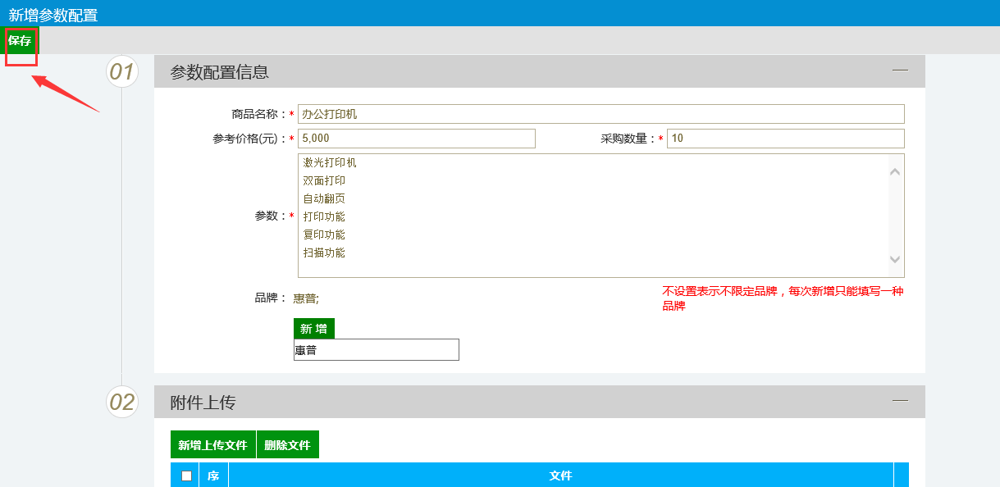 新增参数配置
保存
01
参数配置信息
商品名称：* 办公打印机
参考价格(元)：* 5,000 采购数量：* 10
激光打印机
双面打印
自动翻页
参数：* 打印功能
复印功能
扫描功能
品牌： 惠普; 不设置表示不限定品牌，每次新增只能填写一种
品牌
新 增
惠普
02
附件上传
新增上传文件 删除文件
序 文件